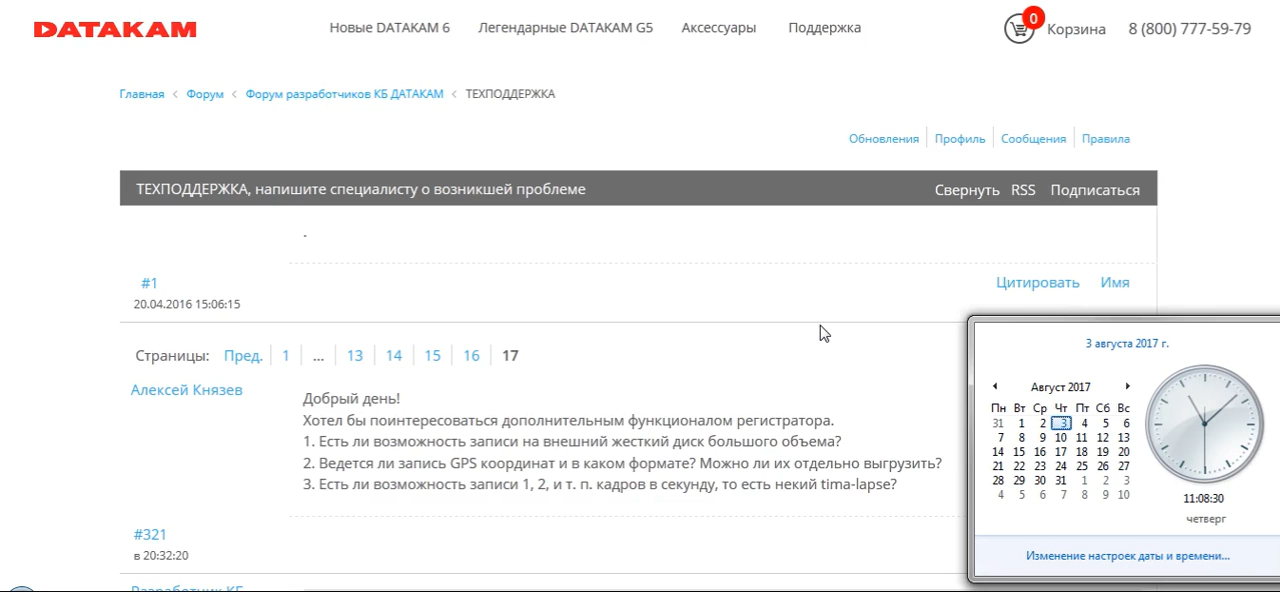 DATAKAM
Новые DATAKAM 6 Легендарные DATAKAM G5 Аксессуары Поддержка
0
Корзина 8 (800) 777-59-79
Главная < Форум < Форум разработчиков КБ ДАТАКАМ < ТЕХПОДДЕРЖКА
Обновления Профиль Сообщения Правила
ТЕХПОДДЕРЖКА, напишите специалисту о возникшей проблеме
Свернуть RSS Подписаться
.
#1
20.04.2016 15:06:15
Цитировать Имя
Страницы: Пред. 1 ... 13 14 15 16 17
Алексей Князев
Добрый день!
Хотел бы поинтересоваться дополнительным функционалом регистратора.
1. Есть ли возможность записи на внешний жесткий диск большого объема?
2. Ведется ли запись GPS координат и в каком формате? Можно ли их отдельно выгрузить?
3. Есть ли возможность записи 1, 2, и т. п. кадров в секунду, то есть некий tima-lapse?
#321
в 20:32:20
Разработчик КБ
3 августа 2017 г.
Август 2017
Пн Вт Ср Чт Пт Сб Вс
31 1 2 3 4 5 6
7 8 9 10 11 12 13
14 15 16 17 18 19 20
21 22 23 24 25 26 27
28 29 30 31 1 2 3
4 5 6 7 8 9 10
11:08:30
четверг
Изменение настроек даты и времени...